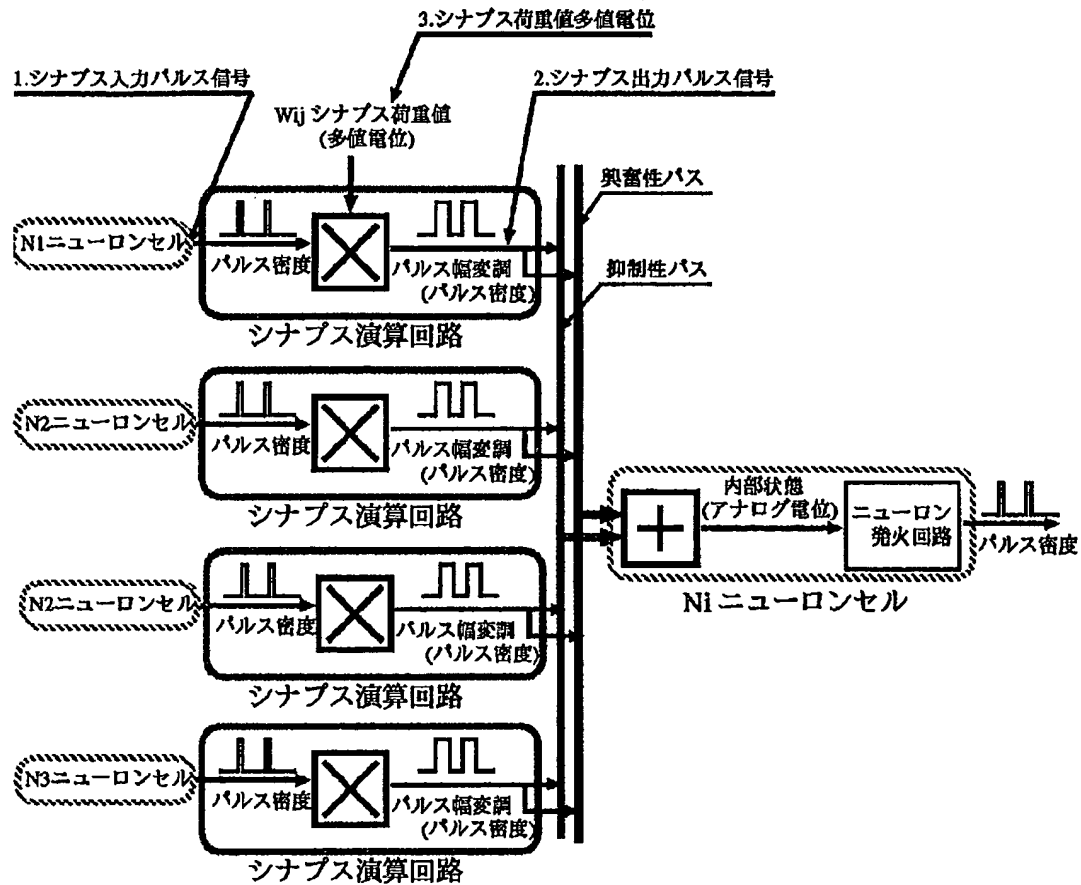 3.シナプス荷重値多値電位
1.シナプス入力パルス信号
2.シナプス出力パルス信号
Wij シナプス荷重値
(多値電位)
興奮性パス
N1ニューロンセル
パルス密度
パルス幅変調
(パルス密度)
抑制性パス
シナプス演算回路
N2ニューロンセル
パルス密度
パルス幅変調
(パルス密度)
シナプス演算回路
内部状態
(アナログ電位)
ニューロン
発火回路
パルス密度
Ni ニューロンセル
N2ニューロンセル
パルス密度
パルス幅変調
(パルス密度)
シナプス演算回路
N3ニューロンセル
パルス密度
パルス幅変調
(パルス密度)
シナプス演算回路